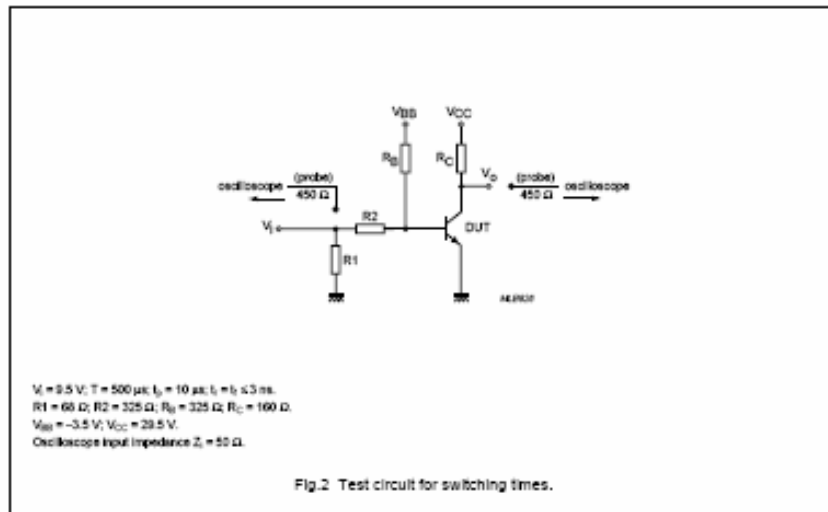 VBB
VCC
RB
RC
Vo
(probe)
oscilloscope
450 Ω
(probe)
oscilloscope
450 Ω
R2
Vi
DUT
R1
Vi = 9.5 V; T = 500 µs; tp = 10 µs; tr = tf ≤ 3 ns.
R1 = 68 Ω; R2 = 325 Ω; RB = 325 Ω; RC = 160 Ω.
VBB = −3.5 V; VCC = 29.5 V.
Oscilloscope input impedance Zi = 50 Ω.
Fig.2 Test circuit for switching times.